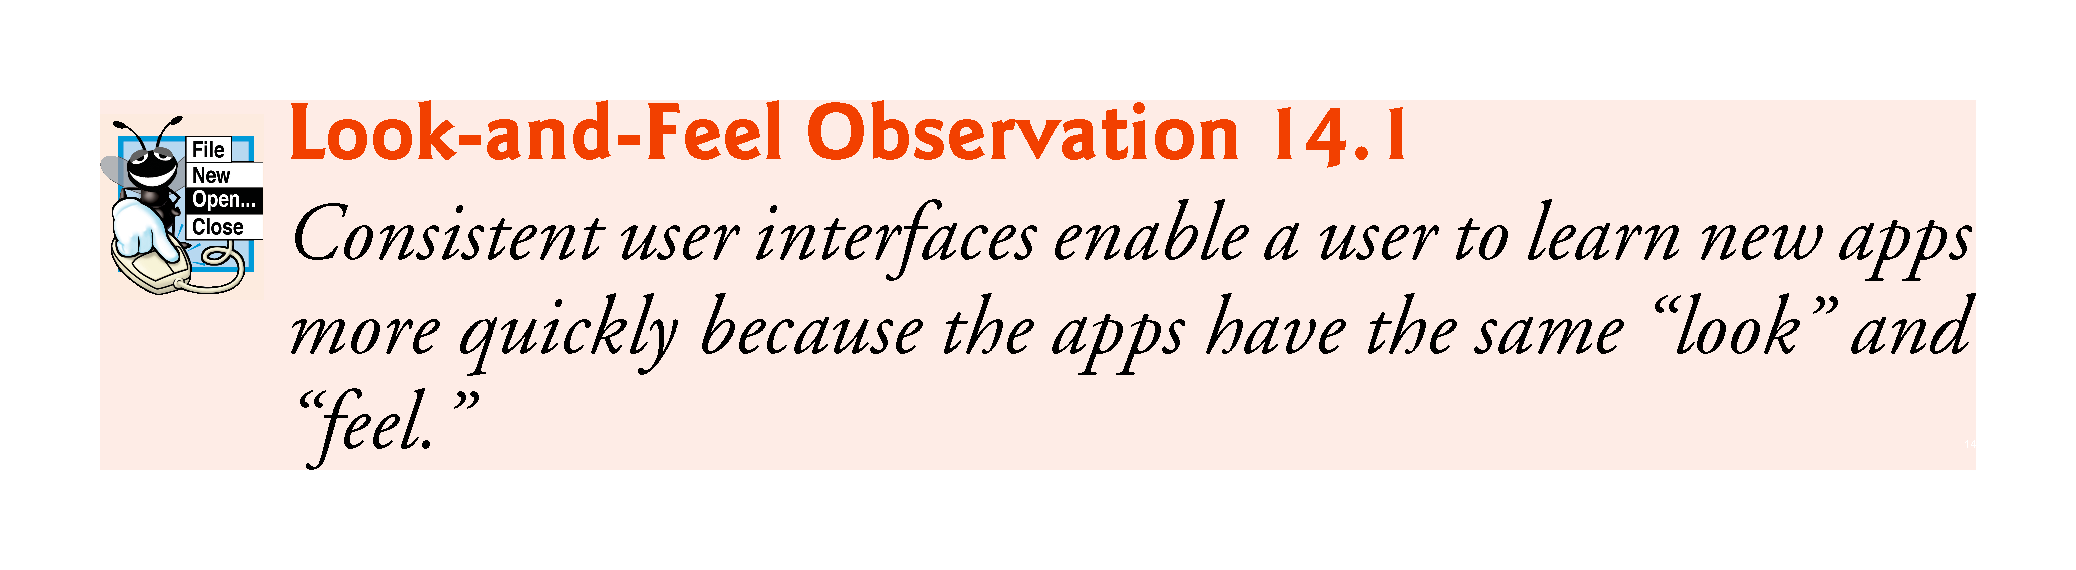 File
New
Open...
Close
Look-and-Feel Observation 14.1
Consistent user interfaces enable a user to learn new apps
more quickly because the apps have the same “look” and
“feel.”
14